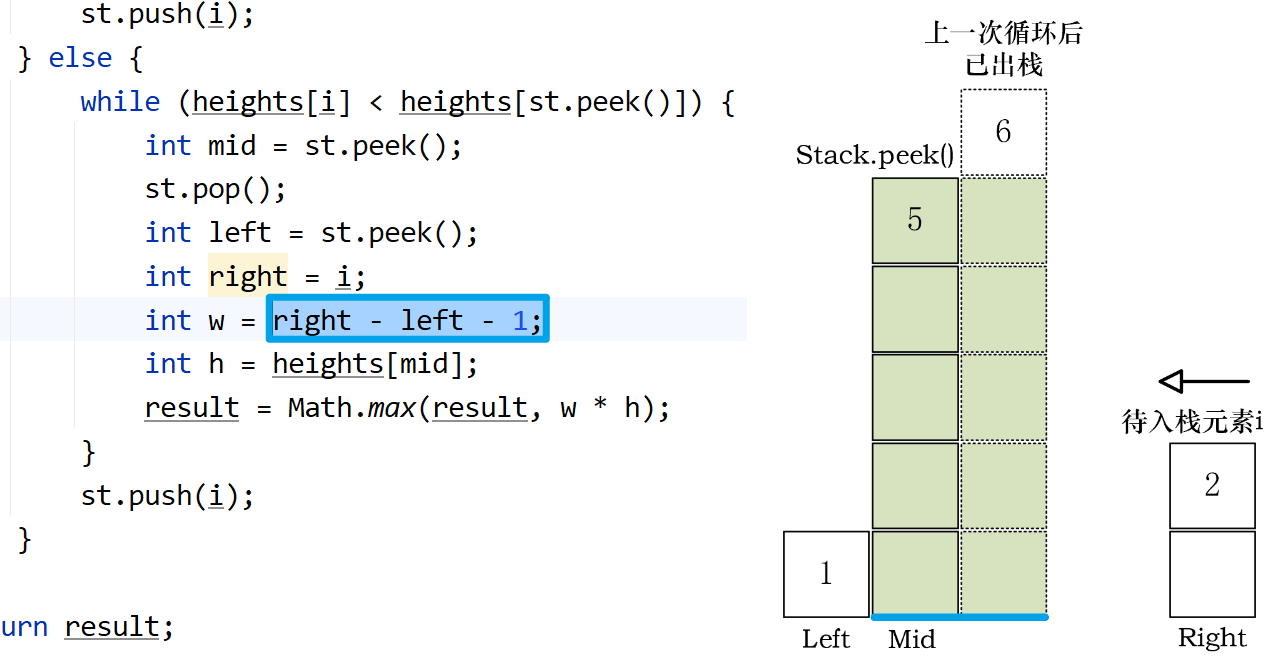 st.push(i);
} else {
while (heights[i] < heights[st.peek()]) {
int mid = st.peek();
st.pop();
int left = st.peek();
int right = i;
int w = right - left - 1;
int h = heights[mid];
result = Math.max(result, w * h);
}
st.push(i);
}
urn result;
上一次循环后
已出栈
6
Stack.peek()
5
待入栈元素i
2
1
Left
Mid
Right